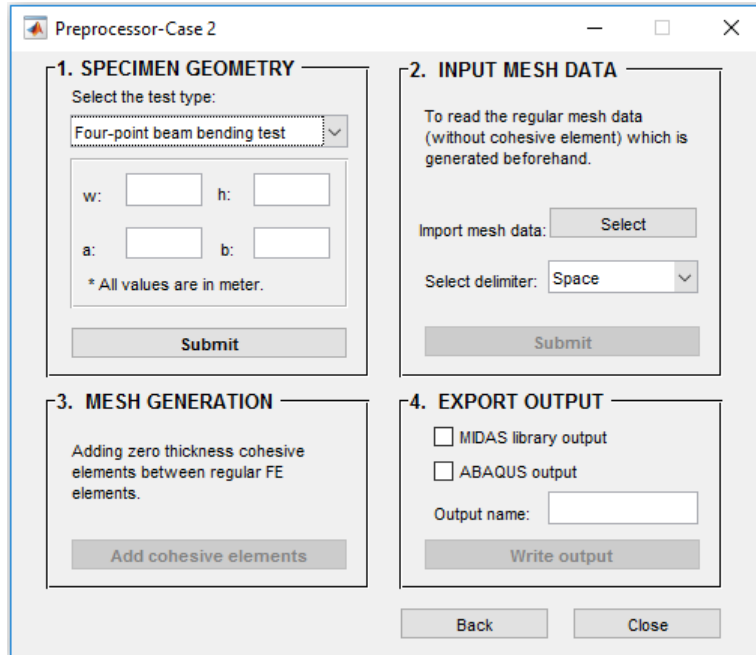 Preprocessor-Case 2
1. SPECIMEN GEOMETRY
Select the test type:
Four-point beam bending test
w:
h:
a:
b:
* All values are in meter.
Submit
2. INPUT MESH DATA
To read the regular mesh data
(without cohesive element) which is
generated beforehand.
Import mesh data:
Select
Select delimiter:
Space
Submit
3. MESH GENERATION
Adding zero thickness cohesive
elements between regular FE
elements.
Add cohesive elements
4. EXPORT OUTPUT
MIDAS library output
ABAQUS output
Output name:
Write output
Back
Close